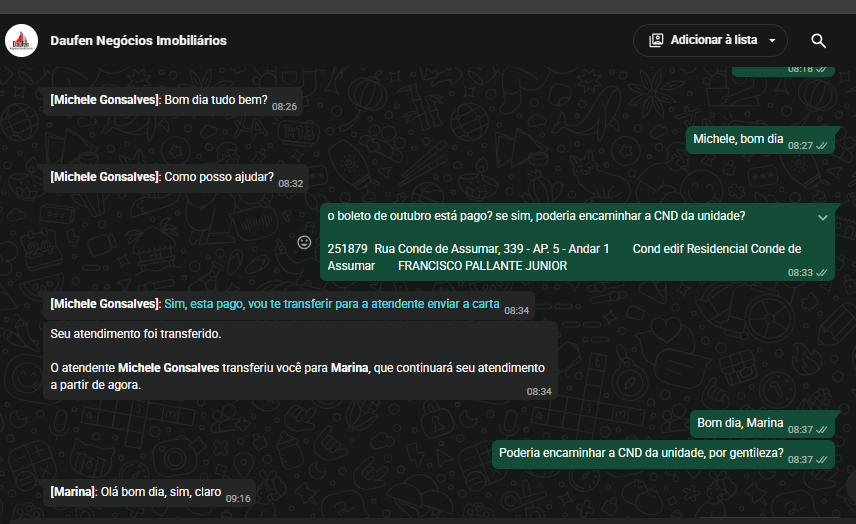 Daufen Negócios Imobiliários
Adicionar à lista
Daufen
08:18
[Michele Gonsalves]: Bom dia tudo bem? 08:26
Michele, bom dia 08:27
[Michele Gonsalves]: Como posso ajudar? 08:32
o boleto de outubro está pago? se sim, poderia encaminhar a CND da unidade?
251879 Rua Conde de Assumar, 339 - AP. 5 - Andar 1 Cond edif Residencial Conde de
Assumar FRANCISCO PALLANTE JUNIOR
08:33
[Michele Gonsalves]: Sim, esta pago, vou te transferir para a atendente enviar a carta 08:34
Seu atendimento foi transferido.
O atendente Michele Gonsalves transferiu você para Marina, que continuará seu atendimento
a partir de agora.
08:34
Bom dia, Marina 08:37
Poderia encaminhar a CND da unidade, por gentileza? 08:37
[Marina]: Olá bom dia, sim, claro 09:16